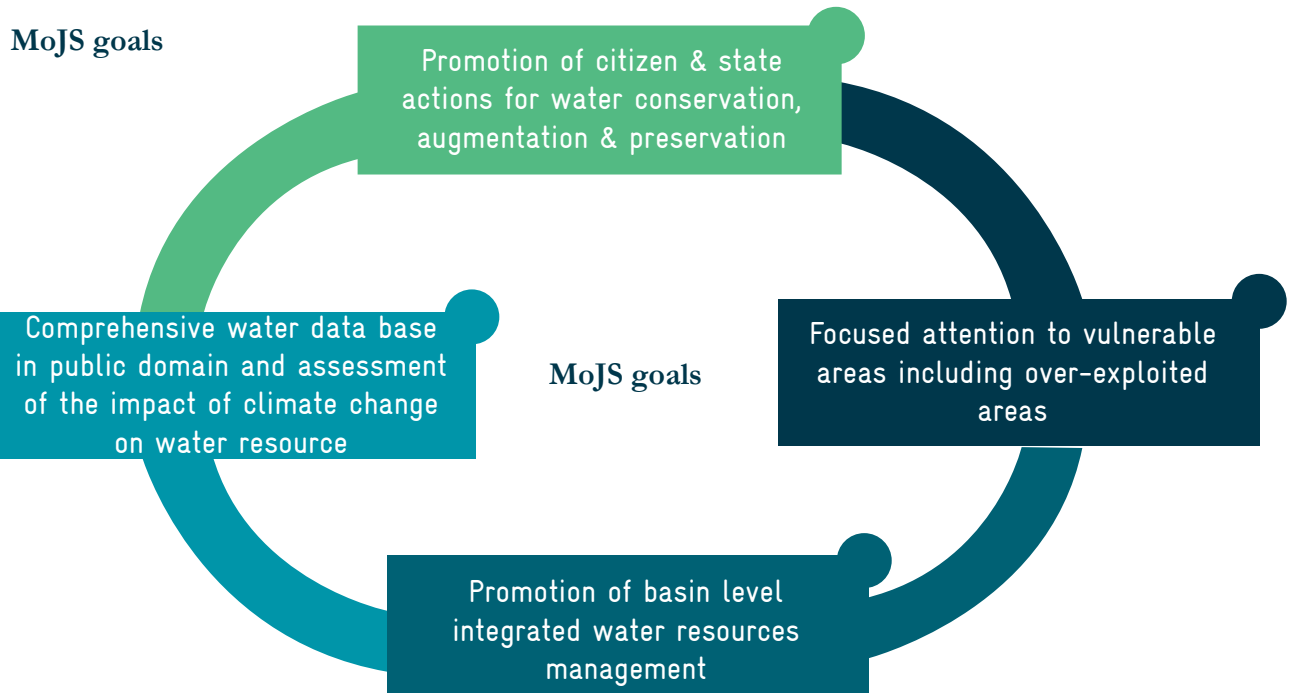 MoJS goals
Promotion of citizen & state
actions for water conservation,
augmentation & preservation
Comprehensive water data base
in public domain and assessment
of the impact of climate change
on water resource
MoJS goals
Focused attention to vulnerable
areas including over-exploited
areas
Promotion of basin level
integrated water resources
management